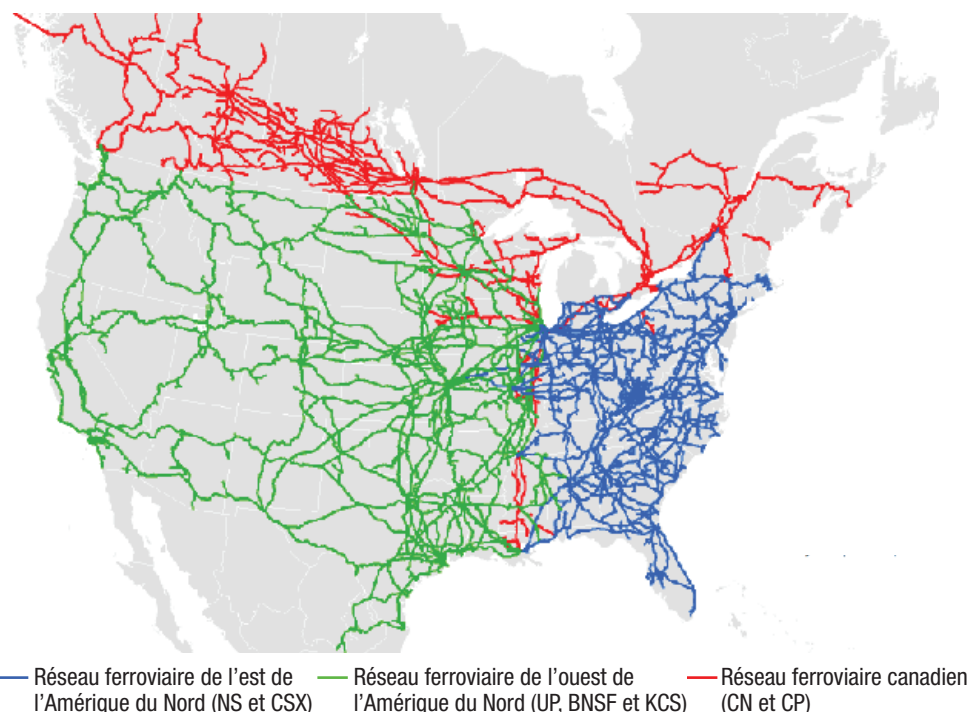 Réseau ferroviaire de l’est de
l’Amérique du Nord (NS et CSX)
Réseau ferroviaire de l’ouest de
l’Amérique du Nord (UP, BNSF et KCS)
Réseau ferroviaire canadien
(CN et CP)